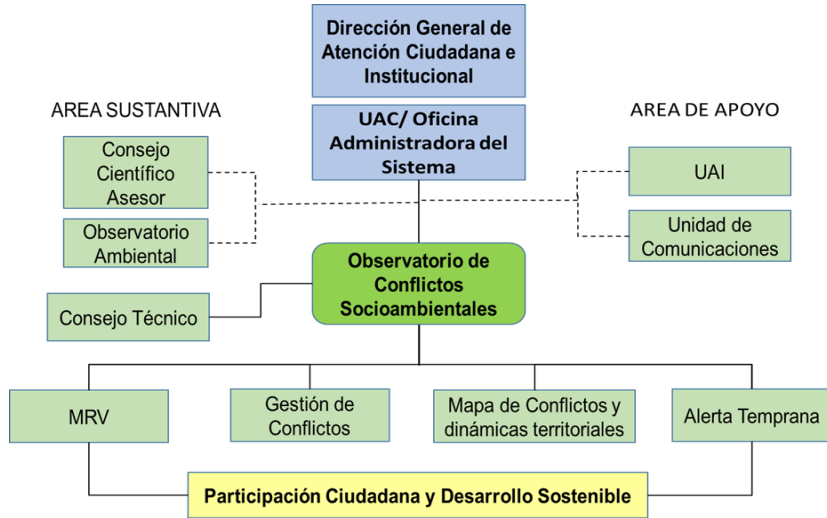 Dirección General de
Atención Ciudadana e
Institucional
AREA SUSTANTIVA
UAC/ Oficina
Administradora del
Sistema
AREA DE APOYO
Consejo
Científico
Asesor
UAI
Observatorio
Ambiental
Unidad de
Comunicaciones
Observatorio de
Conflictos
Socioambientales
Consejo Técnico
MRV
Gestión de
Conflictos
Mapa de Conflictos y
dinámicas territoriales
Alerta Temprana
Participación Ciudadana y Desarrollo Sostenible